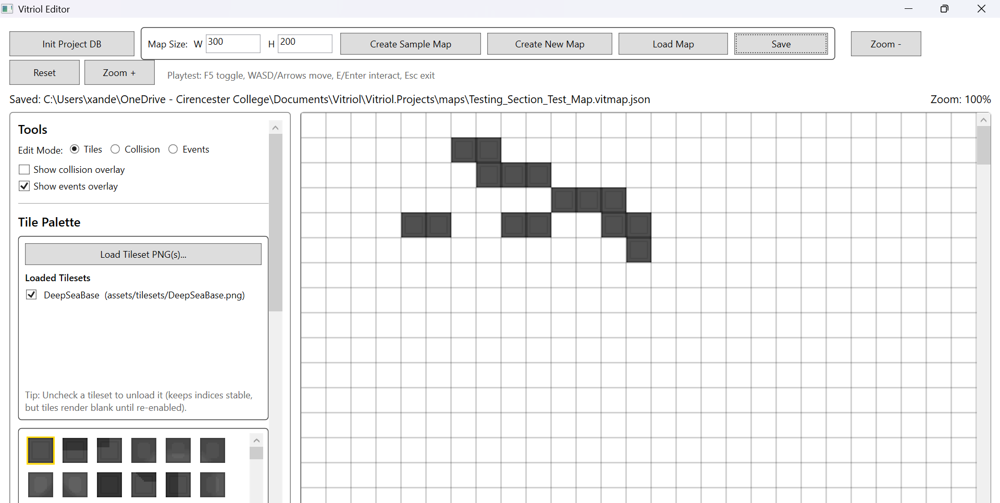 Vitriol Editor
Init Project DB
Map Size: W 300 H 200 Create Sample Map Create New Map Load Map Save
Zoom -
Reset Zoom + Playtest: F5 toggle, WASD/Arrows move, E/Enter interact, Esc exit
Saved: C:\Users\xande\OneDrive - Cirencester College\Documents\Vitriol\Vitriol.Projects\maps\Testing_Section_Test_Map.vitmap.json
Zoom: 100%
Tools
Edit Mode: Tiles Collision Events
Show collision overlay
Show events overlay
Tile Palette
Load Tileset PNG(s)...
Loaded Tilesets
DeepSeaBase (assets/tilesets/DeepSeaBase.png)
Tip: Uncheck a tileset to unload it (keeps indices stable,
but tiles render blank until re-enabled).